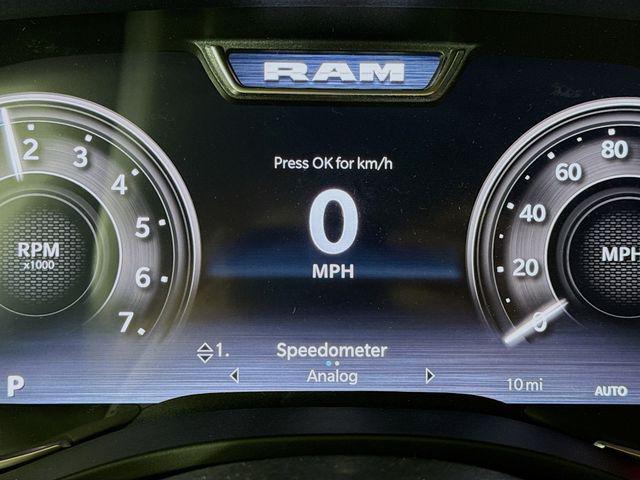 RAM
Press OK for km/h
0
MPH
2
3
4
5
6
7
RPM
x1000
80
60
40
20
0
MPH
1. Speedometer
Analog
P
10 mi
AUTO